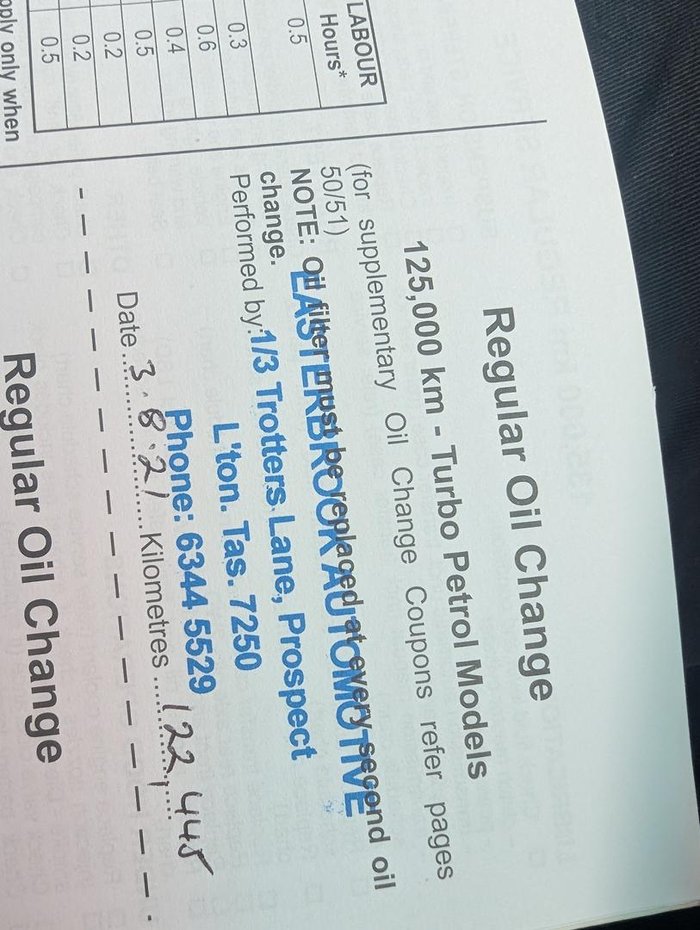 LABOUR
Hours*
0.5
0.3
0.6
0.4
0.5
0.2
0.2
0.5
only when
Regular Oil Change
125,000 km - Turbo Petrol Models
(for supplementary Oil Change Coupons refer pages
50/51)
NOTE: Oil filter must be replaced at every second oil
change.
EASTERBROOK AUTOMOTIVE
Performed by:
1/3 Trotters Lane, Prospect
L'ton. Tas. 7250
Phone: 6344 5529
Date 3.8.21 Kilometres 122,445
Regular Oil Change